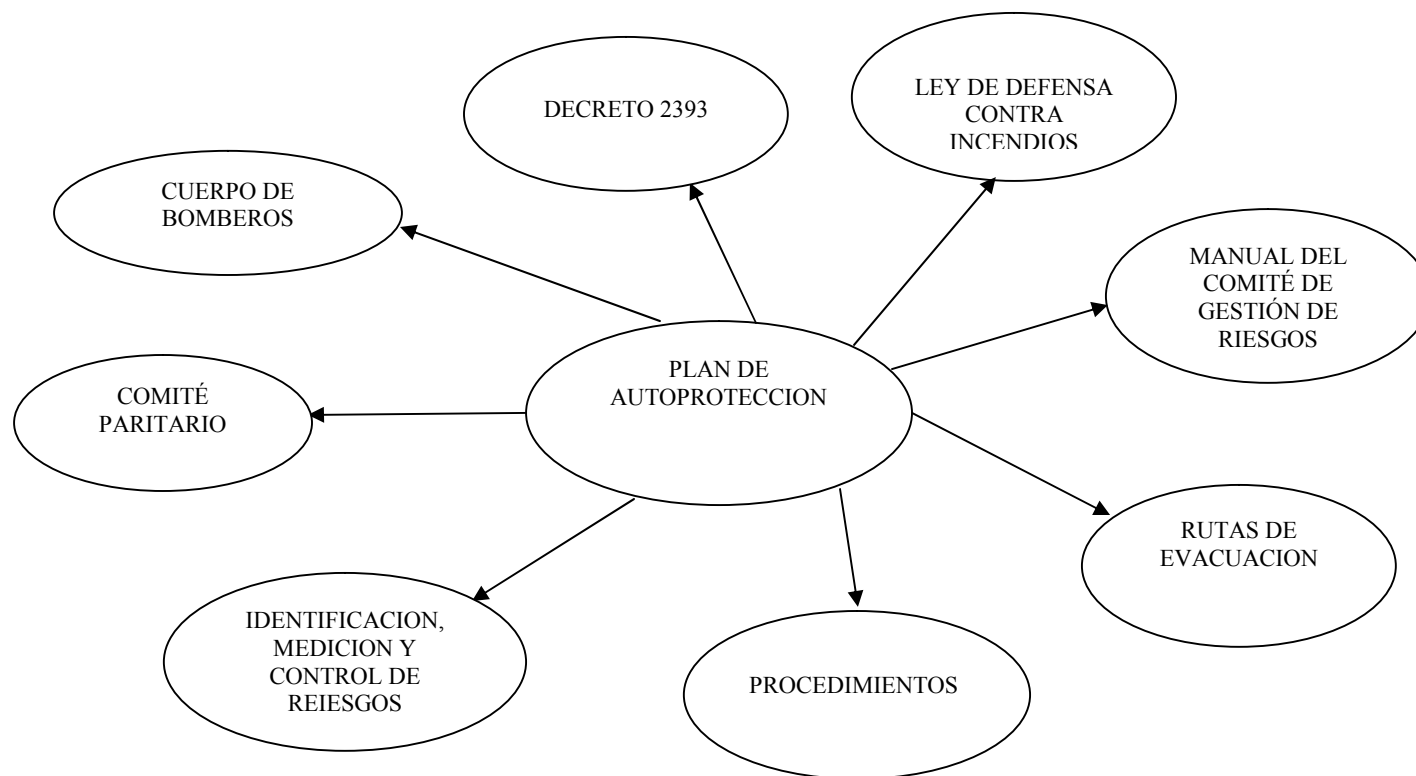 DECRETO 2393
LEY DE DEFENSA
CONTRA
INCENDIOS
CUERPO DE
BOMBEROS
MANUAL DEL
COMITÉ DE
GESTIÓN DE
RIESGOS
PLAN DE
AUTOPROTECCION
COMITÉ
PARITARIO
RUTAS DE
EVACUACION
IDENTIFICACION,
MEDICION Y
CONTROL DE
REIESGOS
PROCEDIMIENTOS